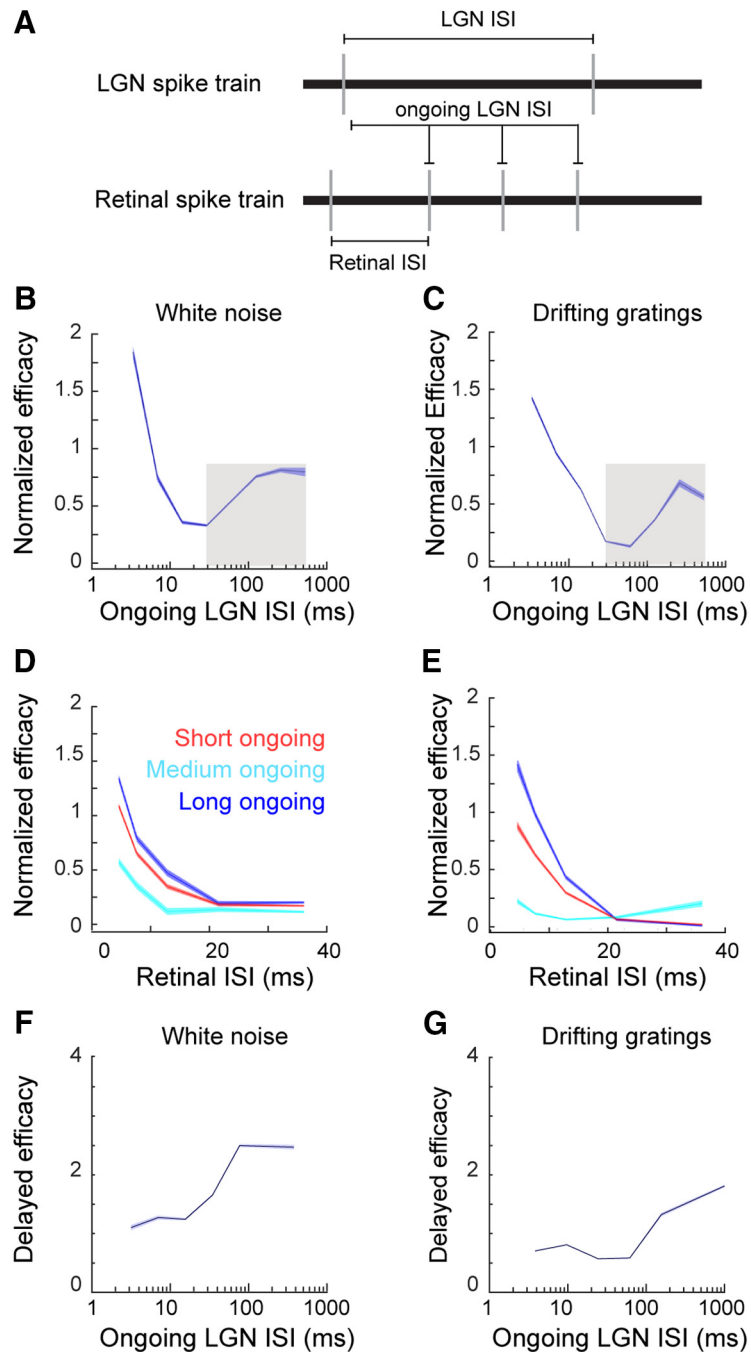 A
LGN ISI
LGN spike train
ongoing LGN ISI
Retinal spike train
Retinal ISI
B
White noise
Normalized efficacy
2
1.5
1
0.5
0
1 10 100 1000
Ongoing LGN ISI (ms)
C
Drifting gratings
Normalized Efficacy
2
1.5
1
0.5
0
1 10 100 1000
Ongoing LGN ISI (ms)
D
Normalized efficacy
2
1.5
1
0.5
0
Short ongoing
Medium ongoing
Long ongoing
0 20 40
Retinal ISI (ms)
E
Normalized efficacy
2
1.5
1
0.5
0
0 20 40
Retinal ISI (ms)
F
White noise
Delayed efficacy
4
2
0
1 10 100 1000
Ongoing LGN ISI (ms)
G
Drifting gratings
Delayed efficacy
4
2
0
1 10 100 1000
Ongoing LGN ISI (ms)